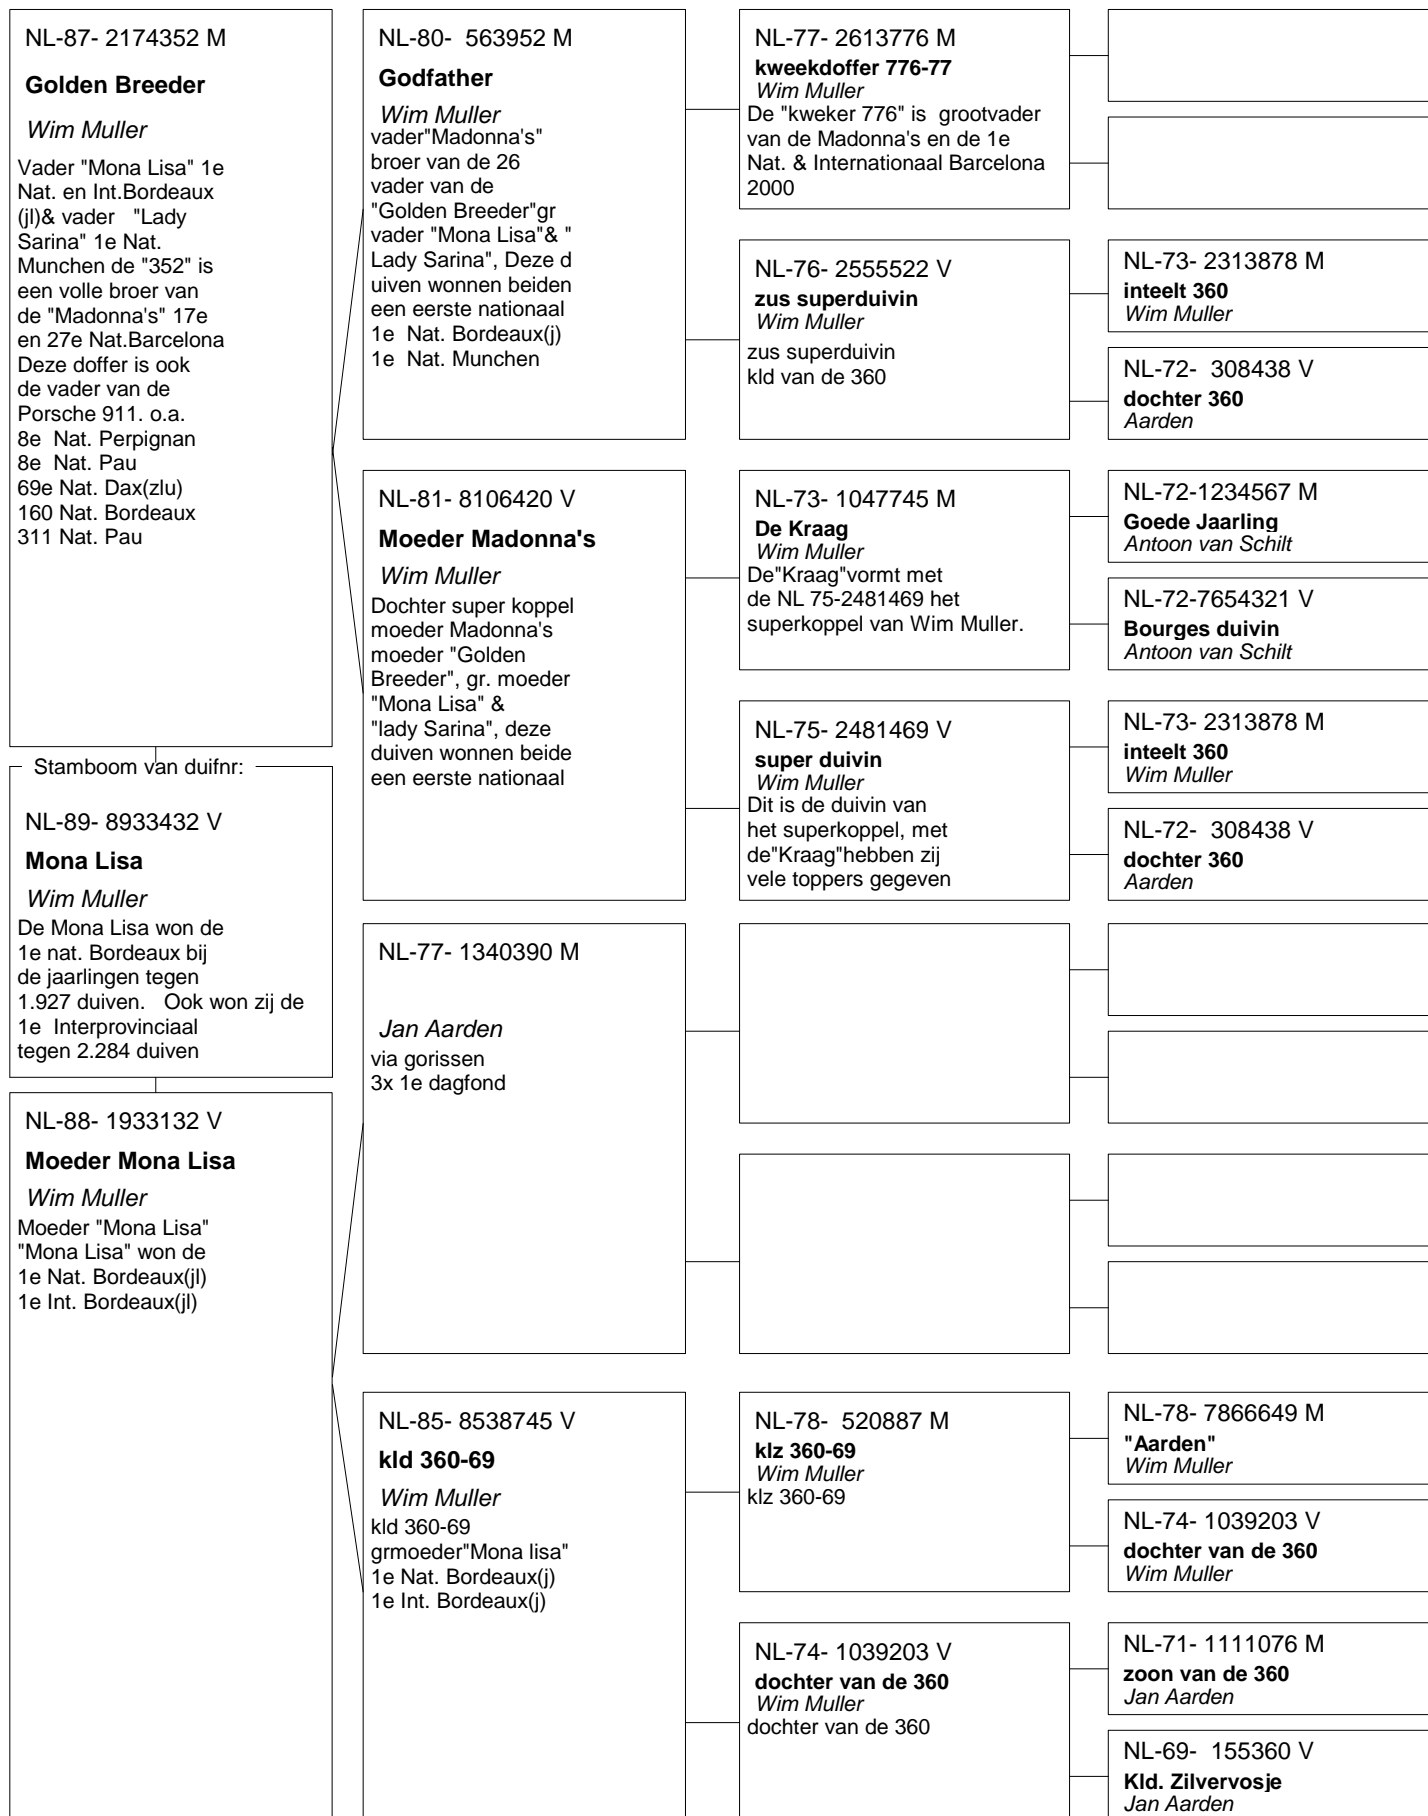 NL-87- 2174352 M
Golden Breeder
Wim Muller
Vader "Mona Lisa" 1e
Nat. en Int.Bordeaux
(jl)& vader   "Lady
Sarina" 1e Nat.
Munchen de "352" is
een volle broer van
de "Madonna's" 17e
en 27e Nat.Barcelona
Deze doffer is ook
de vader van de
Porsche 911. o.a.
8e  Nat. Perpignan
8e  Nat. Pau
69e Nat. Dax(zlu)
160 Nat. Bordeaux
311 Nat. Pau
Stamboom van duifnr:
NL-89- 8933432 V
Mona Lisa
Wim Muller
De Mona Lisa won de
1e nat. Bordeaux bij
de jaarlingen tegen
1.927 duiven.   Ook won zij de
1e  Interprovinciaal
tegen 2.284 duiven
NL-88- 1933132 V
Moeder Mona Lisa
Wim Muller
Moeder "Mona Lisa"
"Mona Lisa" won de
1e Nat. Bordeaux(jl)
1e Int. Bordeaux(jl)
NL-80-  563952 M
Godfather
Wim Muller
vader"Madonna's"
broer van de 26
vader van de
"Golden Breeder"gr
vader "Mona Lisa"& "
Lady Sarina", Deze d
uiven wonnen beiden
een eerste nationaal
1e  Nat. Bordeaux(j)
1e  Nat. Munchen
NL-81- 8106420 V
Moeder Madonna's
Wim Muller
Dochter super koppel
moeder Madonna's
moeder "Golden
Breeder", gr. moeder
"Mona Lisa" &
"lady Sarina", deze
duiven wonnen beide
een eerste nationaal
NL-77- 1340390 M
Jan Aarden
via gorissen
3x 1e dagfond
NL-85- 8538745 V
kld 360-69
Wim Muller
kld 360-69
grmoeder"Mona lisa"
1e Nat. Bordeaux(j)
1e Int. Bordeaux(j)
NL-77- 2613776 M
kweekdoffer 776-77
Wim Muller
De "kweker 776" is  grootvader
van de Madonna's en de 1e
Nat. & Internationaal Barcelona
2000
NL-76- 2555522 V
zus superduivin
Wim Muller
zus superduivin
kld van de 360
NL-73- 1047745 M
De Kraag
Wim Muller
De"Kraag"vormt met
de NL 75-2481469 het
superkoppel van Wim Muller.
NL-75- 2481469 V
super duivin
Wim Muller
Dit is de duivin van
het superkoppel, met
de"Kraag"hebben zij
vele toppers gegeven
NL-78-  520887 M
klz 360-69
Wim Muller
klz 360-69
NL-74- 1039203 V
dochter van de 360
Wim Muller
dochter van de 360
NL-73- 2313878 M
inteelt 360
Wim Muller
NL-72-  308438 V
dochter 360
Aarden
NL-72-1234567 M
Goede Jaarling
Antoon van Schilt
NL-72-7654321 V
Bourges duivin
Antoon van Schilt
NL-73- 2313878 M
inteelt 360
Wim Muller
NL-72-  308438 V
dochter 360
Aarden
NL-78- 7866649 M
"Aarden"
Wim Muller
NL-74- 1039203 V
dochter van de 360
Wim Muller
NL-71- 1111076 M
zoon van de 360
Jan Aarden
NL-69-  155360 V
Kld. Zilvervosje
Jan Aarden